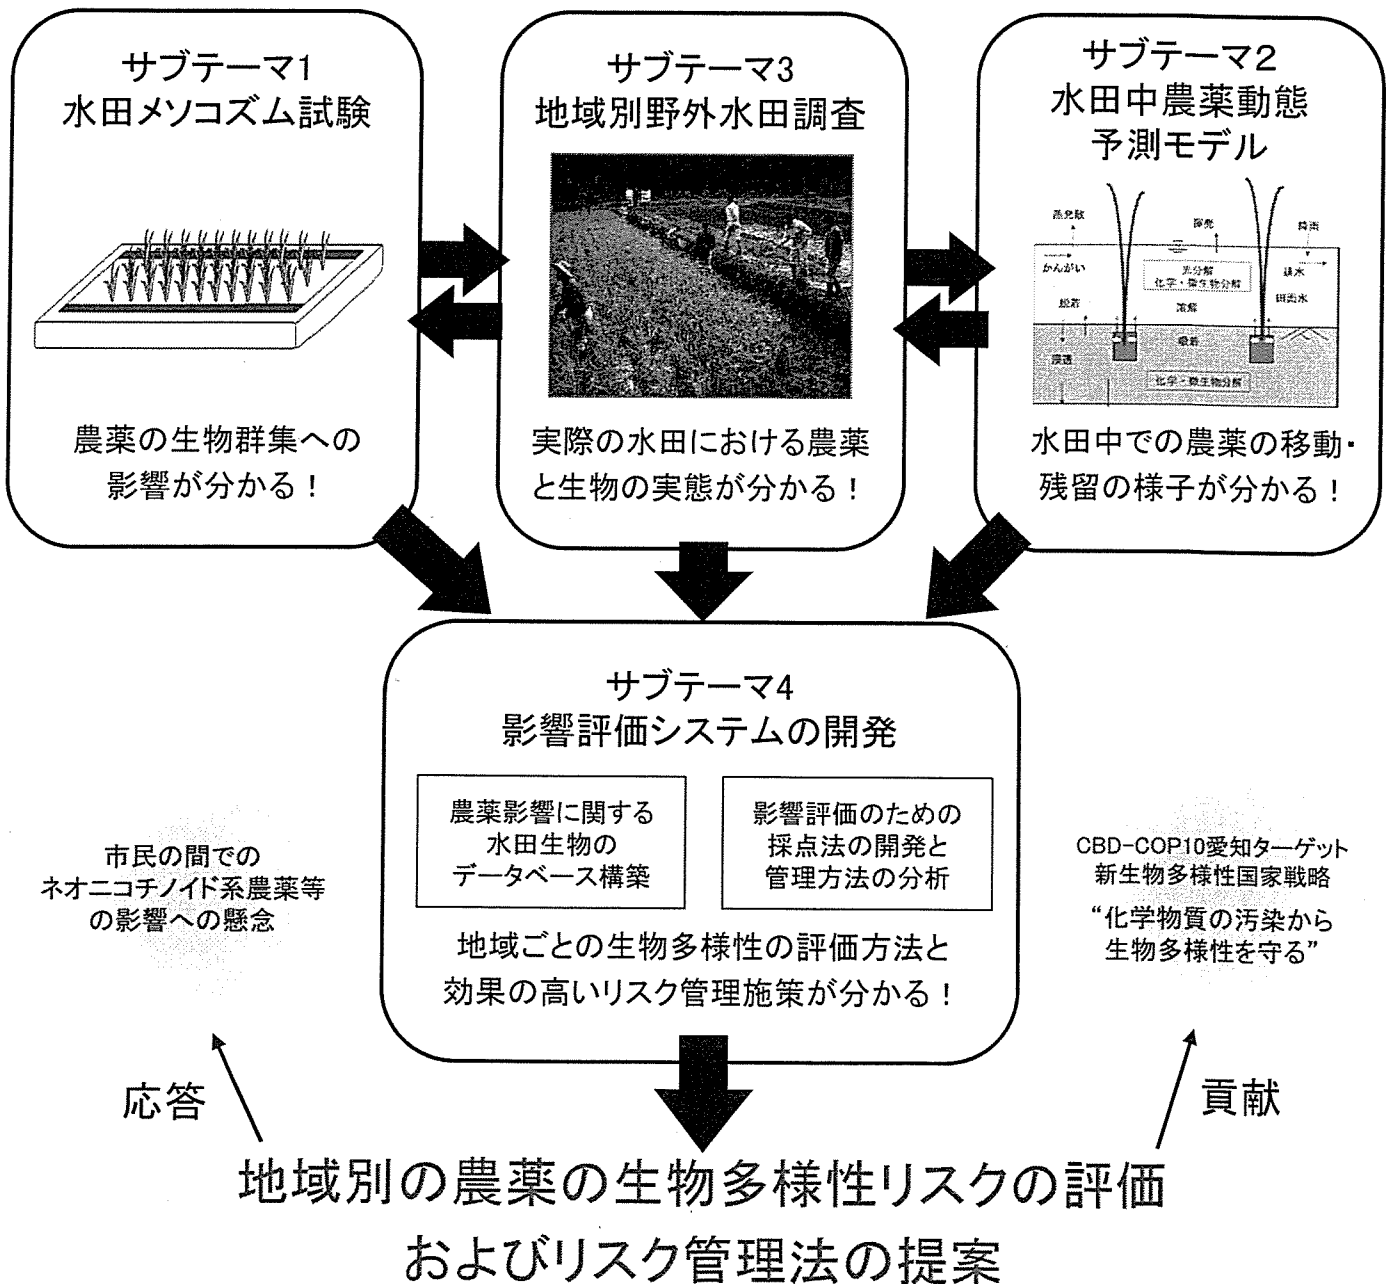 サブテーマ1
水田メソコズム試験
農薬の生物群集への
影響が分かる！
サブテーマ3
地域別野外水田調査
実際の水田における農薬
と生物の実態が分かる！
サブテーマ2
水田中農薬動態
予測モデル
蒸発散
揮発
降雨
かんがい
光分解
化学・微生物分解
排水
田面水
脱着
溶解
吸着
浸透
化学・微生物分解
水田中での農薬の移動・
残留の様子が分かる！
サブテーマ4
影響評価システムの開発
農薬影響に関する
水田生物の
データベース構築
影響評価のための
採点法の開発と
管理方法の分析
地域ごとの生物多様性の評価方法と
効果の高いリスク管理施策が分かる！
市民の間での
ネオニコチノイド系農薬等
の影響への懸念
CBD-COP10愛知ターゲット
新生物多様性国家戦略
“化学物質の汚染から
生物多様性を守る”
応答
貢献
地域別の農薬の生物多様性リスクの評価
およびリスク管理法の提案